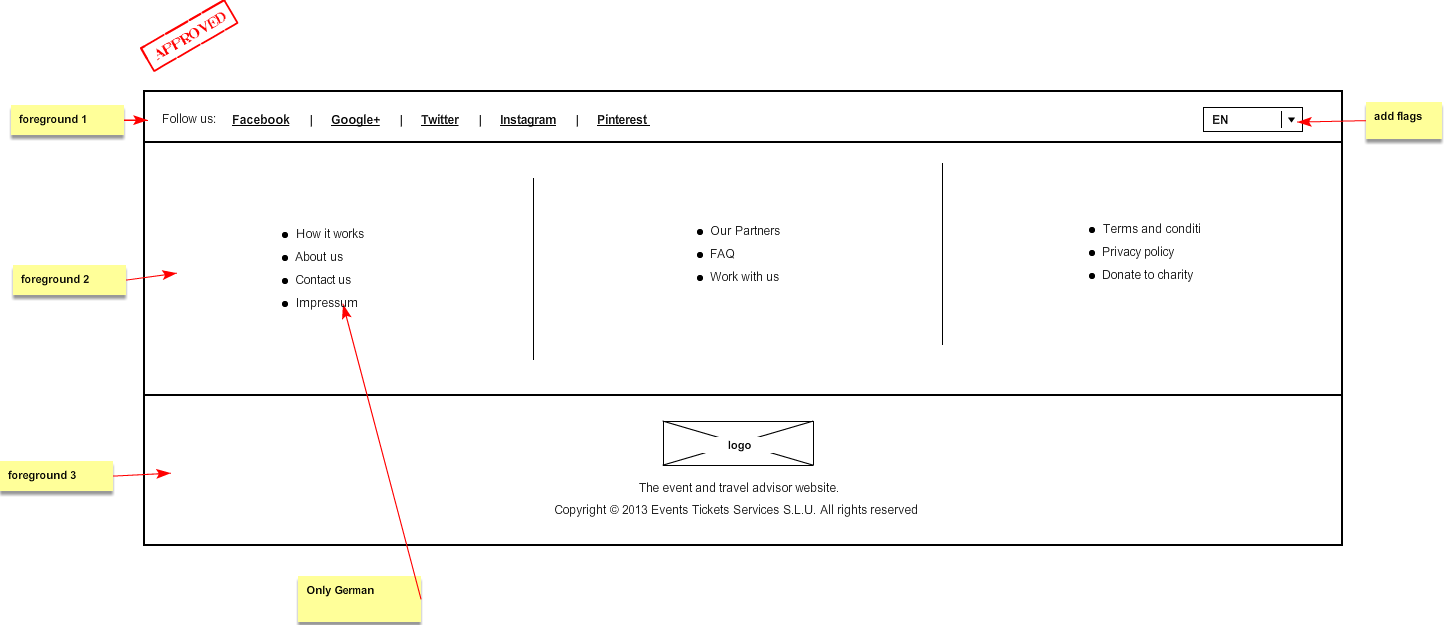 APPROVED
foreground 1
Follow us: Facebook | Google+ | Twitter | Instagram | Pinterest
EN
add flags
foreground 2
How it works
About us
Contact us
Impressum
Our Partners
FAQ
Work with us
Terms and conditi
Privacy policy
Donate to charity
foreground 3
logo
The event and travel advisor website.
Copyright © 2013 Events Tickets Services S.L.U. All rights reserved
Only German